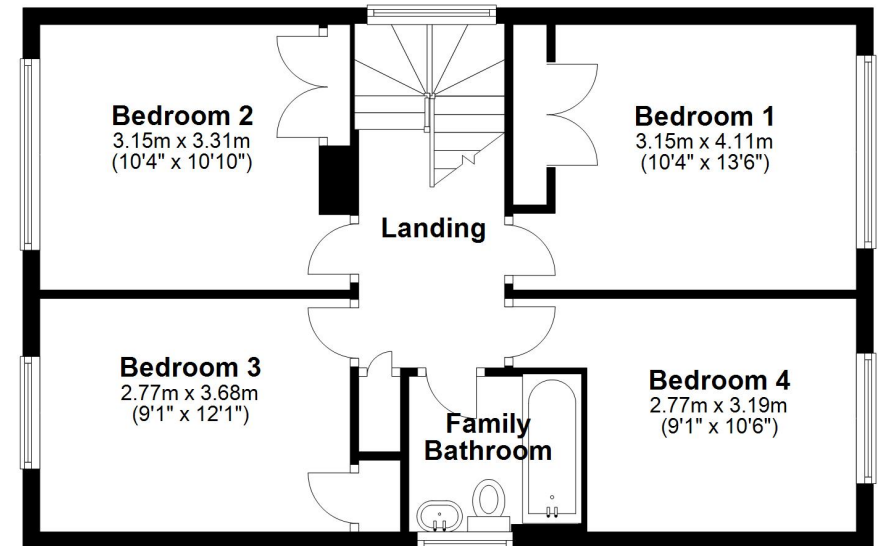 Bedroom 2
3.15m x 3.31m
(10'4" x 10'10")
Bedroom 1
3.15m x 4.11m
(10'4" x 13'6")
Landing
Bedroom 3
2.77m x 3.68m
(9'1" x 12'1")
Bedroom 4
2.77m x 3.19m
(9'1" x 10'6")
Family
Bathroom